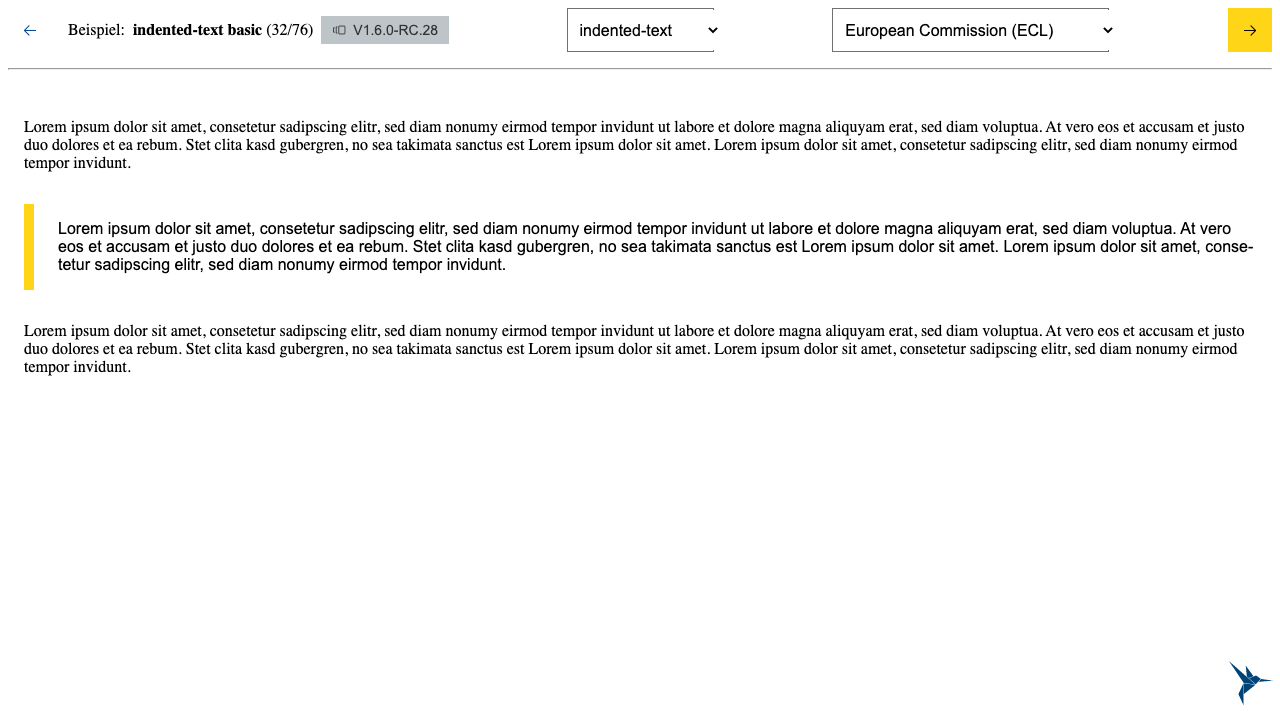 Beispiel: indented-text basic (32/76) V1.6.0-RC.28 indented-text European Commission (ECL)
Lorem ipsum dolor sit amet, consetetur sadipscing elitr, sed diam nonumy eirmod tempor invidunt ut labore et dolore magna aliquyam erat, sed diam voluptua. At vero eos et accusam et justo
duo dolores et ea rebum. Stet clita kasd gubergren, no sea takimata sanctus est Lorem ipsum dolor sit amet. Lorem ipsum dolor sit amet, consetetur sadipscing elitr, sed diam nonumy eirmod
tempor invidunt.
Lorem ipsum dolor sit amet, consetetur sadipscing elitr, sed diam nonumy eirmod tempor invidunt ut labore et dolore magna aliquyam erat, sed diam voluptua. At vero
eos et accusam et justo duo dolores et ea rebum. Stet clita kasd gubergren, no sea takimata sanctus est Lorem ipsum dolor sit amet. Lorem ipsum dolor sit amet, conse-
tetur sadipscing elitr, sed diam nonumy eirmod tempor invidunt.
Lorem ipsum dolor sit amet, consetetur sadipscing elitr, sed diam nonumy eirmod tempor invidunt ut labore et dolore magna aliquyam erat, sed diam voluptua. At vero eos et accusam et justo
duo dolores et ea rebum. Stet clita kasd gubergren, no sea takimata sanctus est Lorem ipsum dolor sit amet. Lorem ipsum dolor sit amet, consetetur sadipscing elitr, sed diam nonumy eirmod
tempor invidunt.